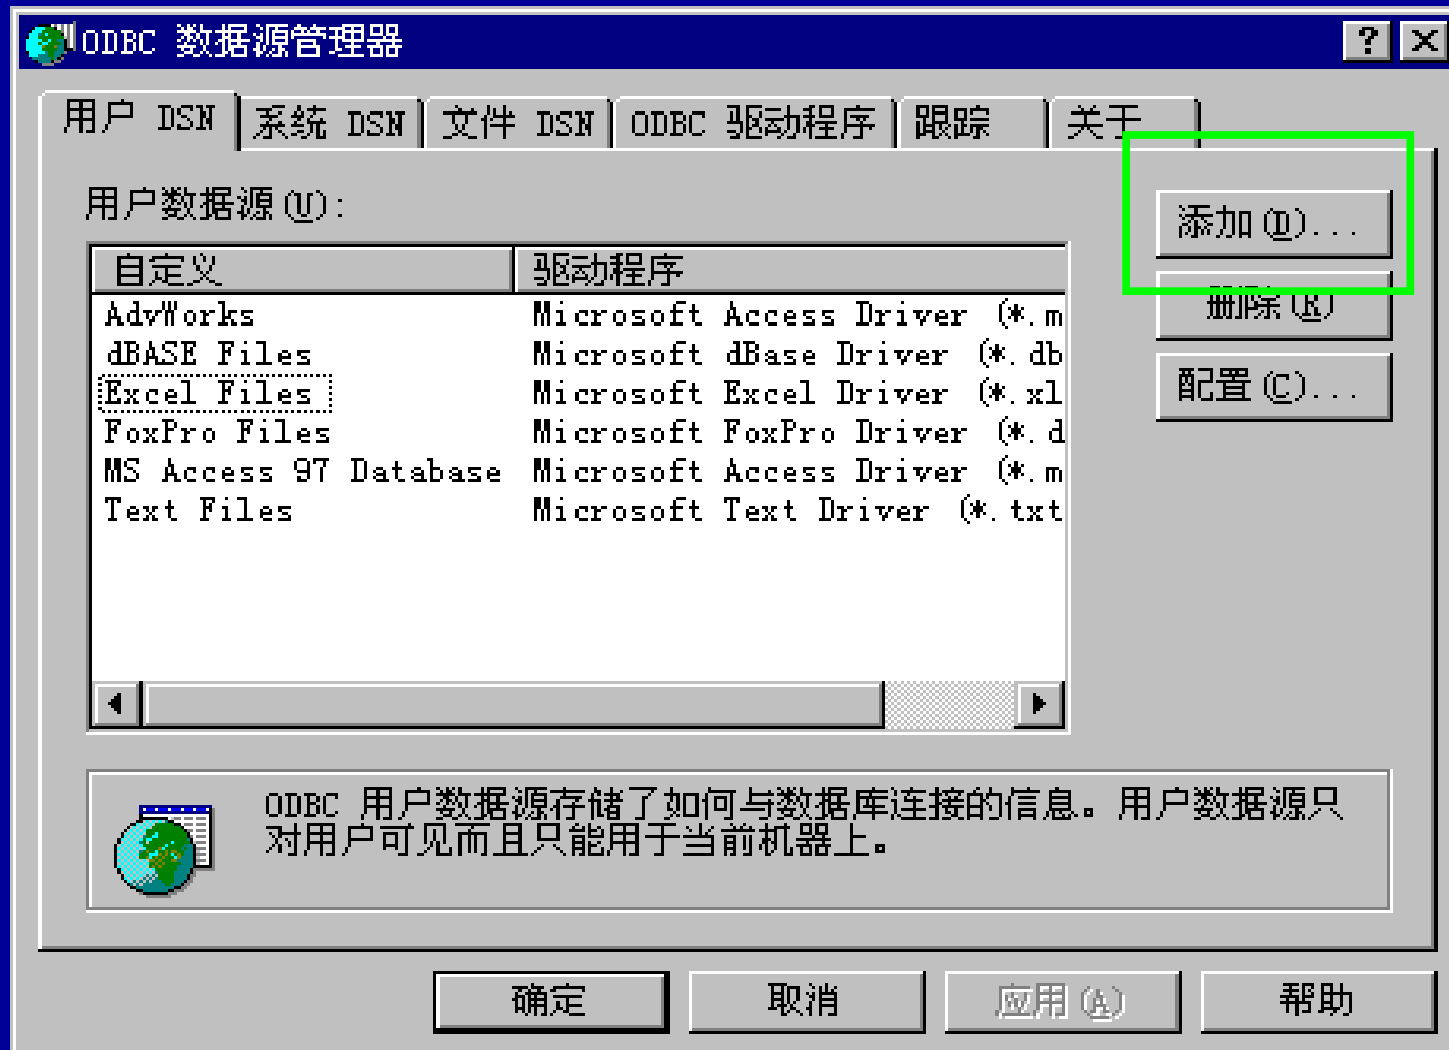 ODBC 数据源管理器
用户 DSN 系统 DSN 文件 DSN ODBC 驱动程序 跟踪 关于
用户数据源(U):
添加(D)...
删除(R)
配置(C)...
自定义 驱动程序
AdvWorks Microsoft Access Driver (*.m
dBASE Files Microsoft dBase Driver (*.db
Excel Files Microsoft Excel Driver (*.xl
FoxPro Files Microsoft FoxPro Driver (*.d
MS Access 97 Database Microsoft Access Driver (*.m
Text Files Microsoft Text Driver (*.txt
ODBC 用户数据源存储了如何与数据库连接的信息。用户数据源只
对用户可见而且只能用于当前机器上。
确定 取消 应用(A) 帮助